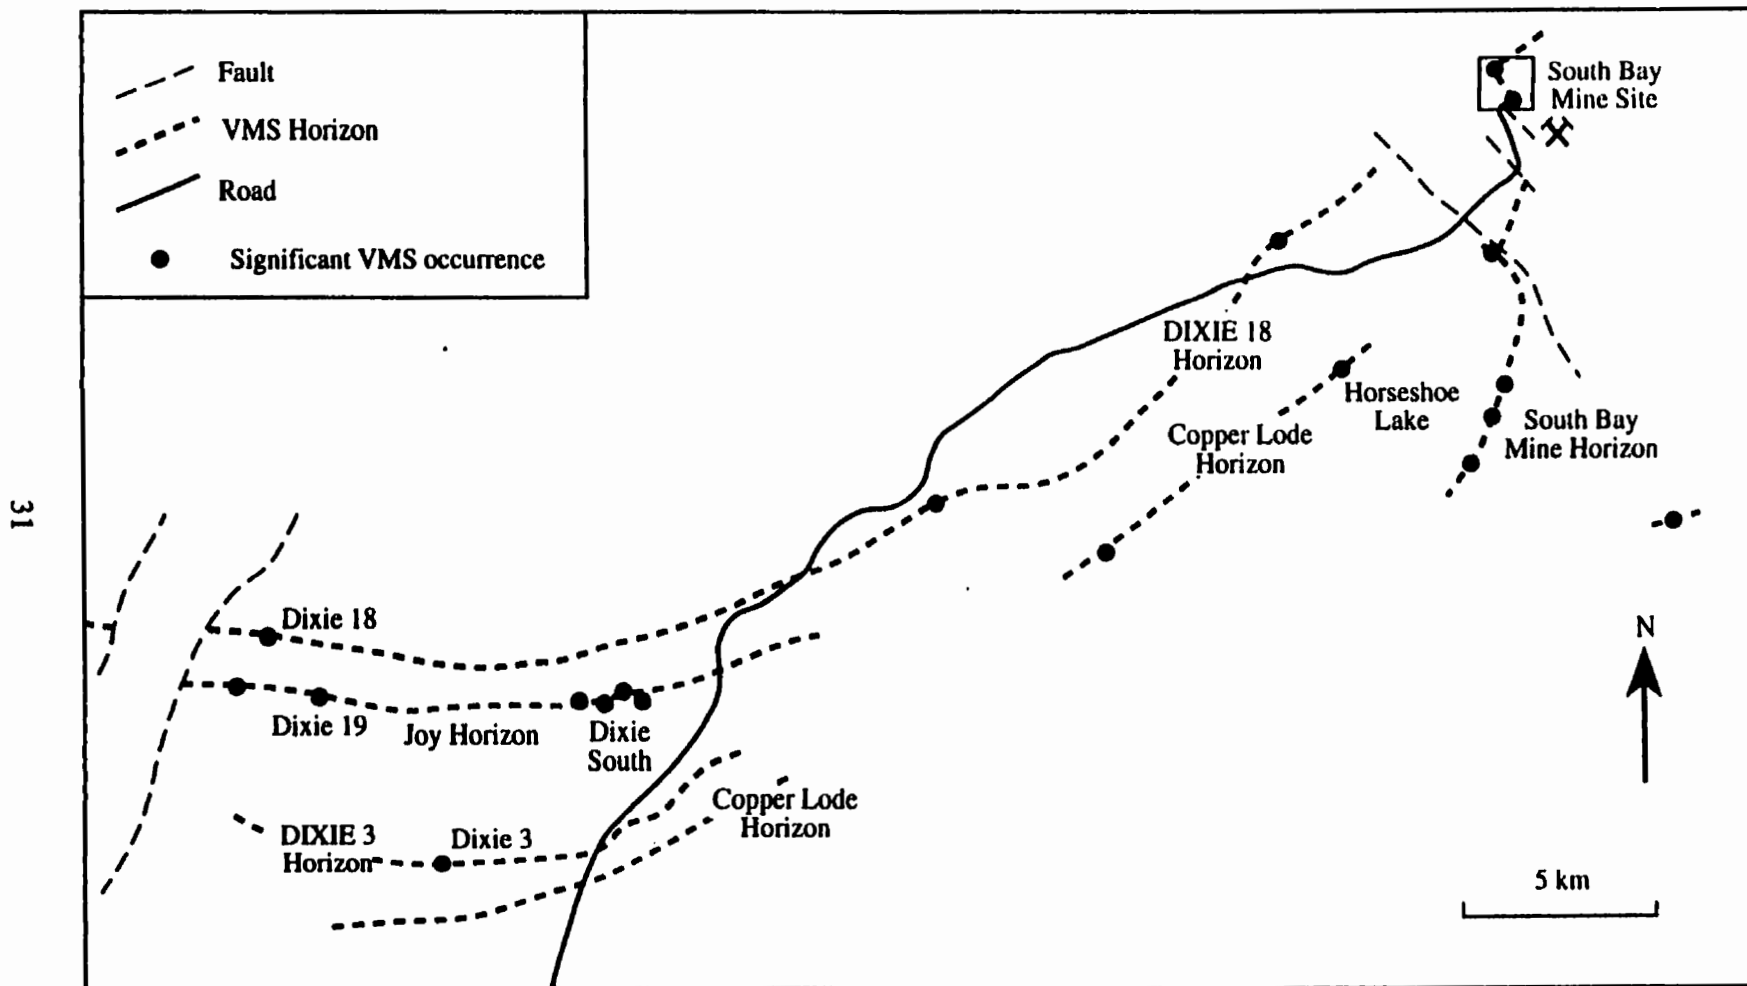 Fault
VMS Horizon
Road
Significant VMS occurrence
South Bay
Mine Site
DIXIE 18
Horizon
Horseshoe
Lake
Copper Lode
Horizon
South Bay
Mine Horizon
31
Dixie 18
N
Dixie 19
Joy Horizon
Dixie
South
Copper Lode
Horizon
DIXIE 3
Horizon
Dixie 3
5 km